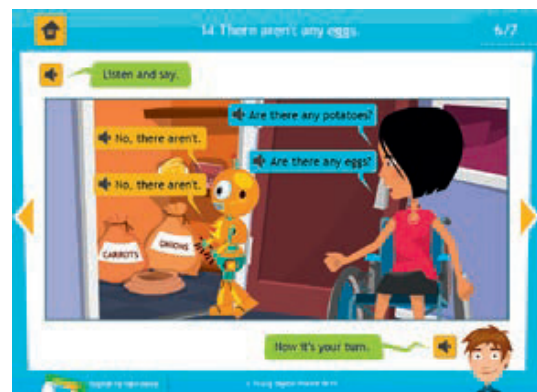 14 There aren't any eggs.
6/7
Listen and say.
Are there any potatoes?
No, there aren't.
Are there any eggs?
No, there aren't.
CARROTS
ONIONS
Now it's your turn.